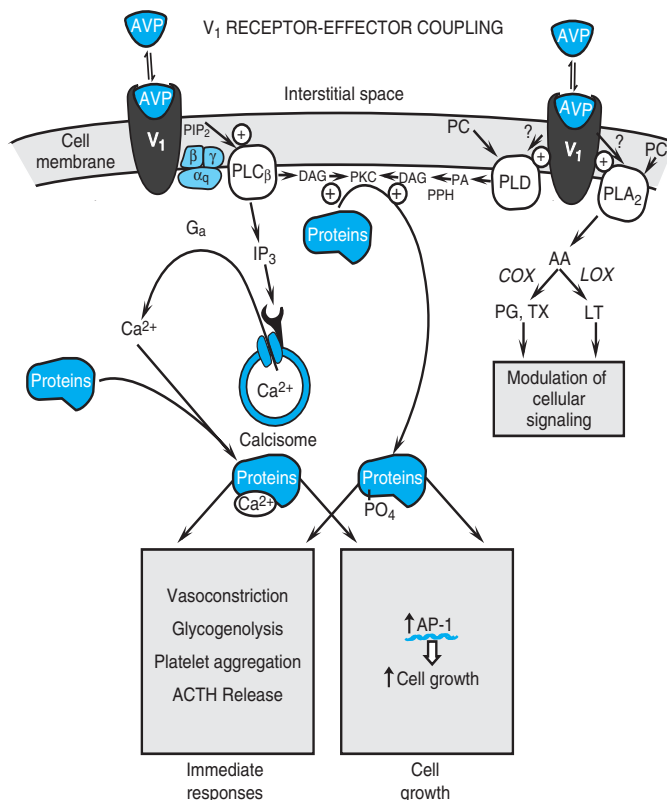 V₁ RECEPTOR-EFFECTOR COUPLING
AVP
AVP
AVP
AVP
V₁
V₁
Interstitial space
Cell
membrane
PIP₂
+
β
γ
αq
PLCβ
DAG
PKC
DAG
PA
PPH
+
+
PC
?
PLD
+
+
?
PC
PLA₂
Proteins
Ga
IP₃
Ca²⁺
Ca²⁺
Calcisome
Proteins
AA
COX
LOX
PG, TX
LT
Modulation of
cellular
signaling
Proteins
Ca²⁺
Proteins
PO₄
Vasoconstriction
Glycogenolysis
Platelet aggregation
ACTH Release
↑AP-1
↑Cell growth
Immediate
responses
Cell
growth